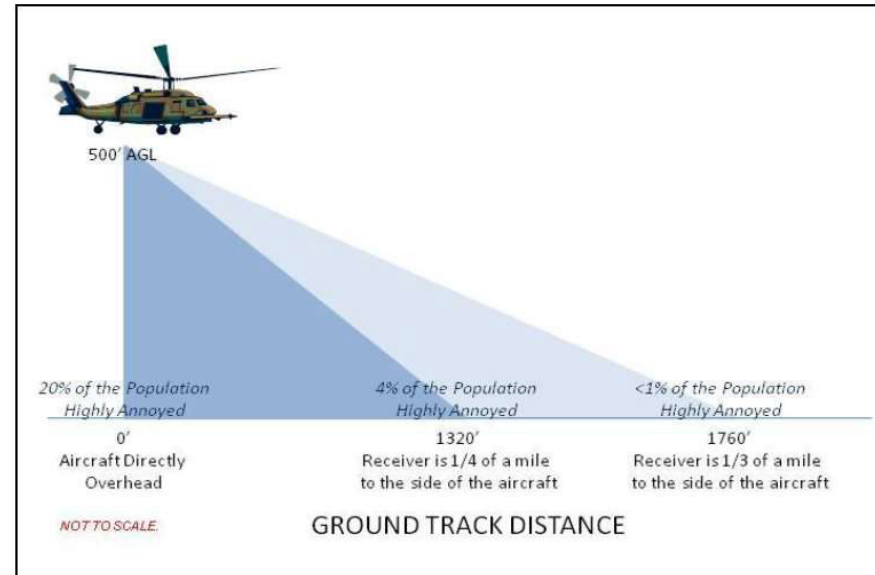 500' AGL
20% of the Population
Highly Annoyed
4% of the Population
Highly Annoyed
<1% of the Population
Highly Annoyed
0'
Aircraft Directly
Overhead
1320'
Receiver is 1/4 of a mile
to the side of the aircraft
1760'
Receiver is 1/3 of a mile
to the side of the aircraft
NOT TO SCALE.
GROUND TRACK DISTANCE